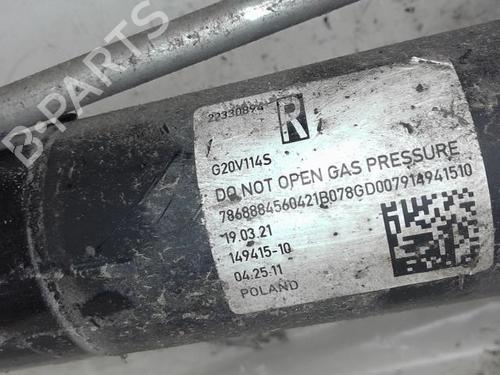 B-PARTS
22330894
R
G20V114S
DO NOT OPEN GAS PRESSURE
7868884560421B078GD007914941510
19.03.21
149415-10
04.25.11
POLAND